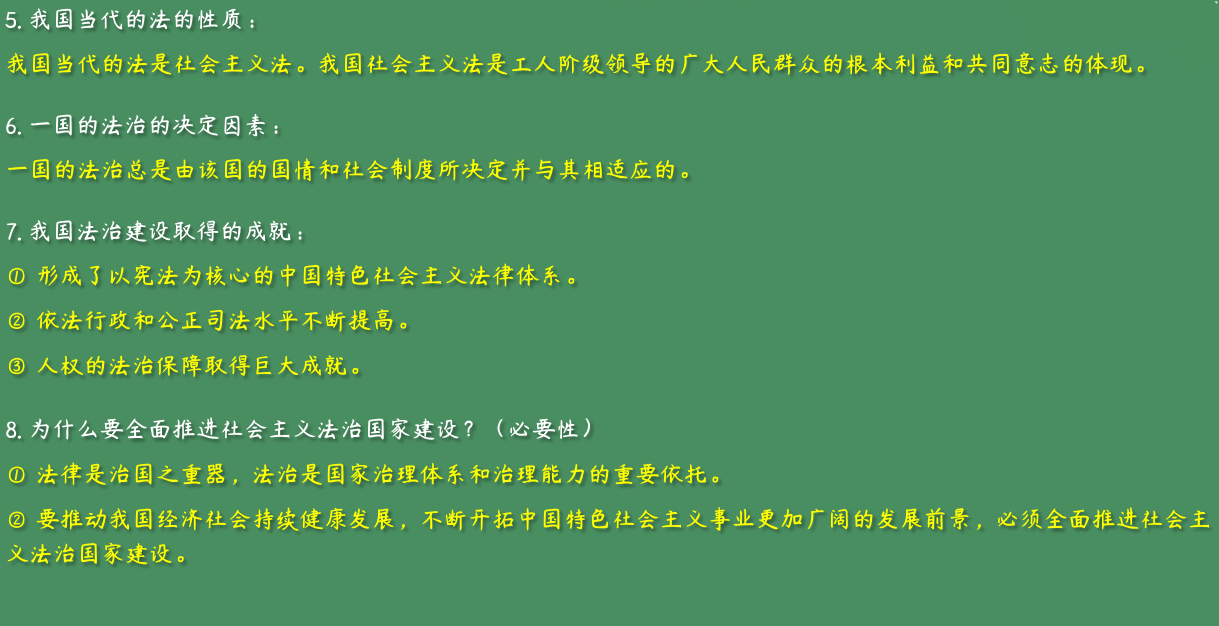 5. 我国当代的法的性质：
我国当代的法是社会主义法。我国社会主义法是工人阶级领导的广大人民群众的根本利益和共同意志的体现。
6. 一国的法治的决定因素：
一国的法治总是由该国的国情和社会制度所决定并与其相适应的。
7. 我国法治建设取得的成就：
① 形成了以宪法为核心的中国特色社会主义法律体系。
② 依法行政和公正司法水平不断提高。
③ 人权的法治保障取得巨大成就。
8. 为什么要全面推进社会主义法治国家建设？（必要性）
① 法律是治国之重器，法治是国家治理体系和治理能力的重要依托。
② 要推动我国经济社会持续健康发展，不断开拓中国特色社会主义事业更加广阔的发展前景，必须全面推进社会主
义法治国家建设。